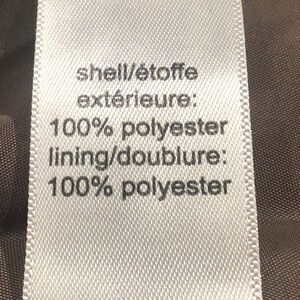 shell/étoffe
extérieure:
100% polyester
lining/doublure:
100% polyester